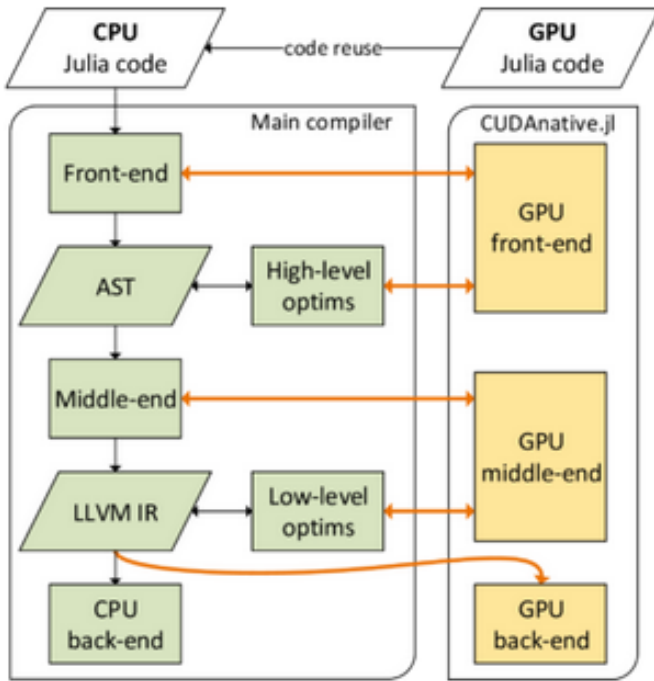 CPU
Julia code
code reuse
GPU
Julia code
Main compiler
CUDAnative.jl
Front-end
GPU
front-end
AST
High-level
optims
Middle-end
GPU
middle-end
LLVM IR
Low-level
optims
CPU
back-end
GPU
back-end